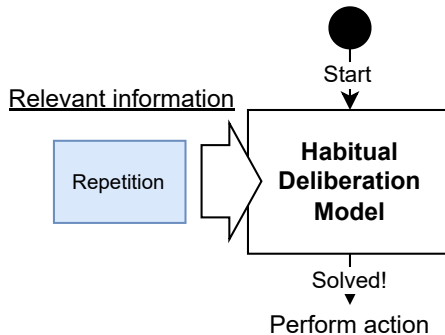 Start
Relevant information
Repetition
Habitual
Deliberation
Model
Solved!
Perform action